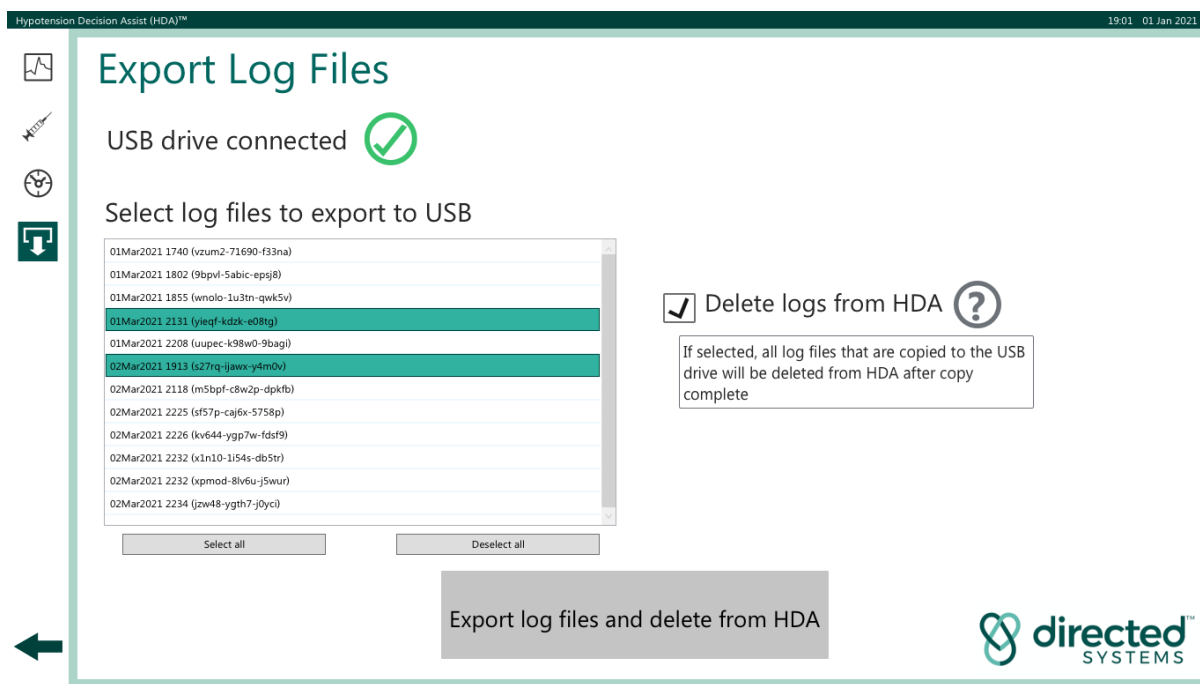 Hypotension Decision Assist (HDA)™
19:01 01 Jan 2021
Export Log Files
USB drive connected
Select log files to export to USB
01Mar2021 1740 (vzum2-71690-f33na)
01Mar2021 1802 (9bpvl-5abic-epsj8)
01Mar2021 1855 (wnolo-1u3tn-qwk5v)
01Mar2021 2131 (yieqf-kdzk-e08tg)
01Mar2021 2208 (uupec-k98w0-9bagi)
02Mar2021 1913 (s27rq-ijawx-y4m0v)
02Mar2021 2118 (m5bpf-c8w2p-dpkfb)
02Mar2021 2225 (sf57p-caj6x-5758p)
02Mar2021 2226 (kv644-ygp7w-fdsf9)
02Mar2021 2232 (x1n10-1i54s-db5tr)
02Mar2021 2232 (xpmod-8lv6u-j5wur)
02Mar2021 2234 (jzw48-ygth7-j0yci)
Select all
Deselect all
Delete logs from HDA ?
If selected, all log files that are copied to the USB
drive will be deleted from HDA after copy
complete
Export log files and delete from HDA
directed™
SYSTEMS